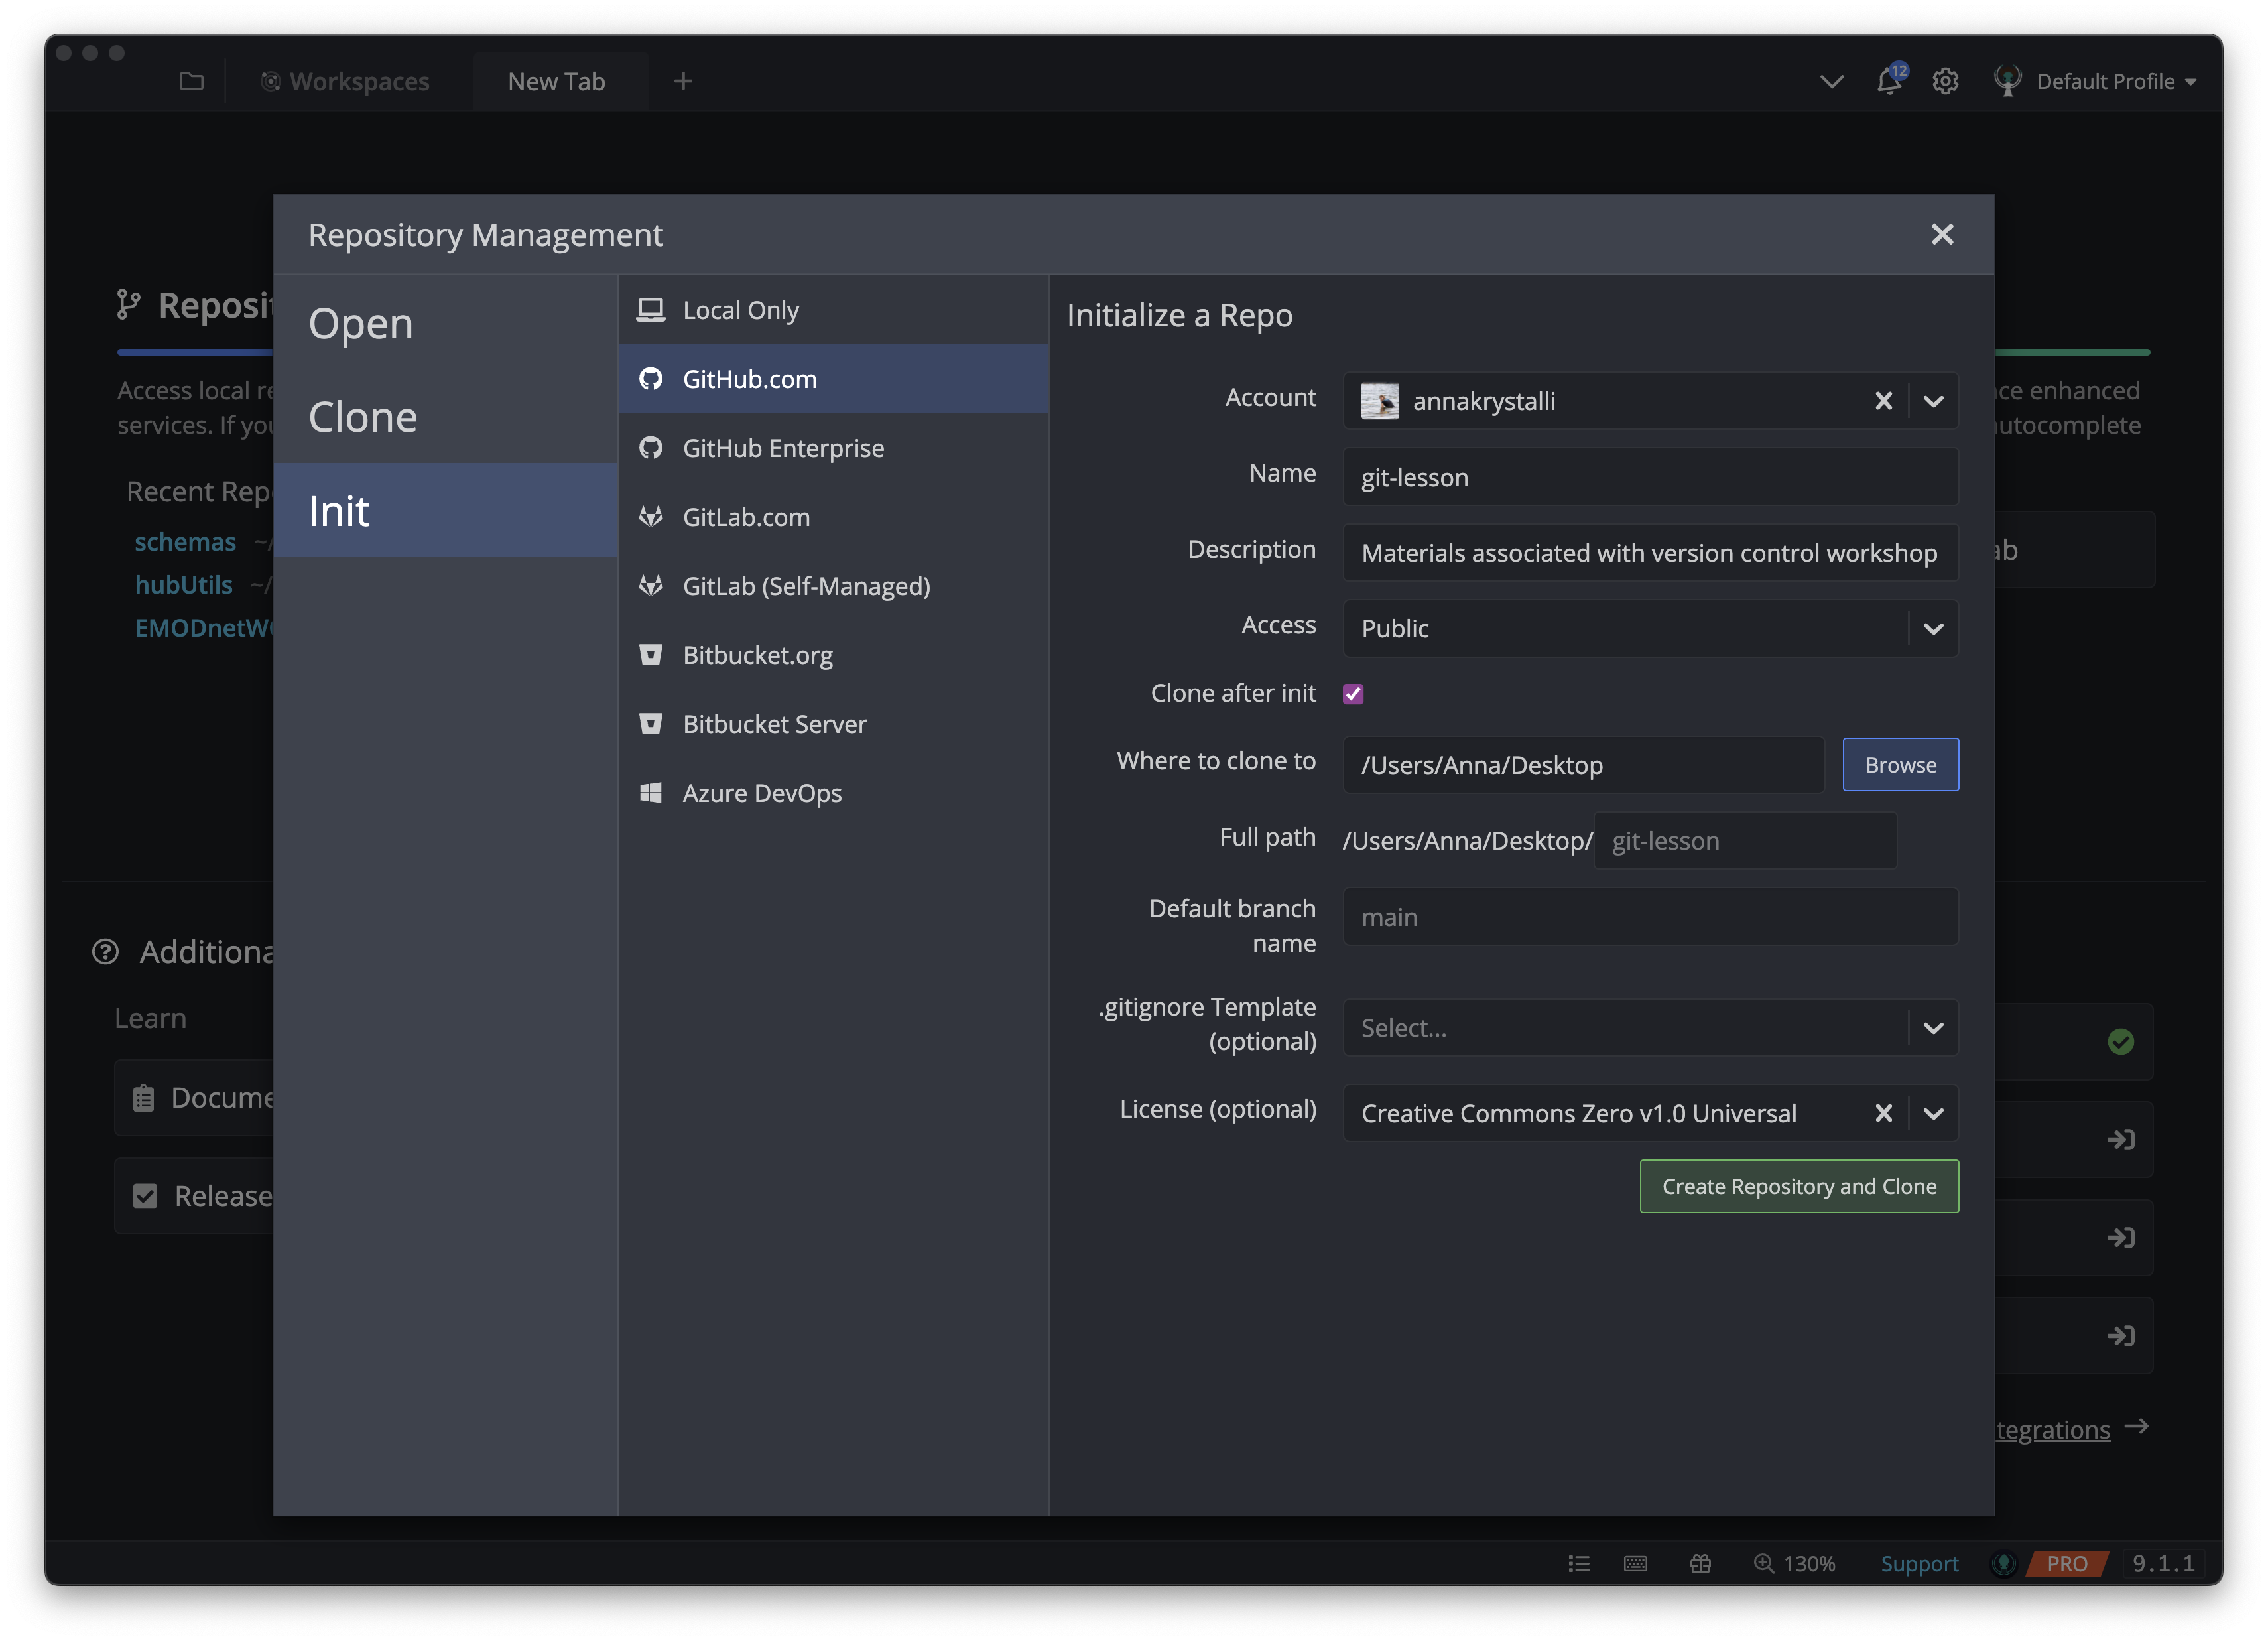 Workspaces
New Tab
12
Default Profile
Repository Management
Open
Clone
Init
Local Only
GitHub.com
GitHub Enterprise
GitLab.com
GitLab (Self-Managed)
Bitbucket.org
Bitbucket Server
Azure DevOps
Initialize a Repo
Account annakrystalli
Name git-lesson
Description Materials associated with version control workshop
Access Public
Clone after init
Where to clone to /Users/Anna/Desktop Browse
Full path /Users/Anna/Desktop/ git-lesson
Default branch
name
main
.gitignore Template
(optional)
Select...
License (optional) Creative Commons Zero v1.0 Universal
Create Repository and Clone
Reposit
Access local re
services. If you
Recent Rep
schemas ~/
hubUtils ~/
EMODnetW
nce enhanced
autocomplete
ab
Additiona
Learn
Docume
Release
tegrations
130%
Support
PRO
9.1.1